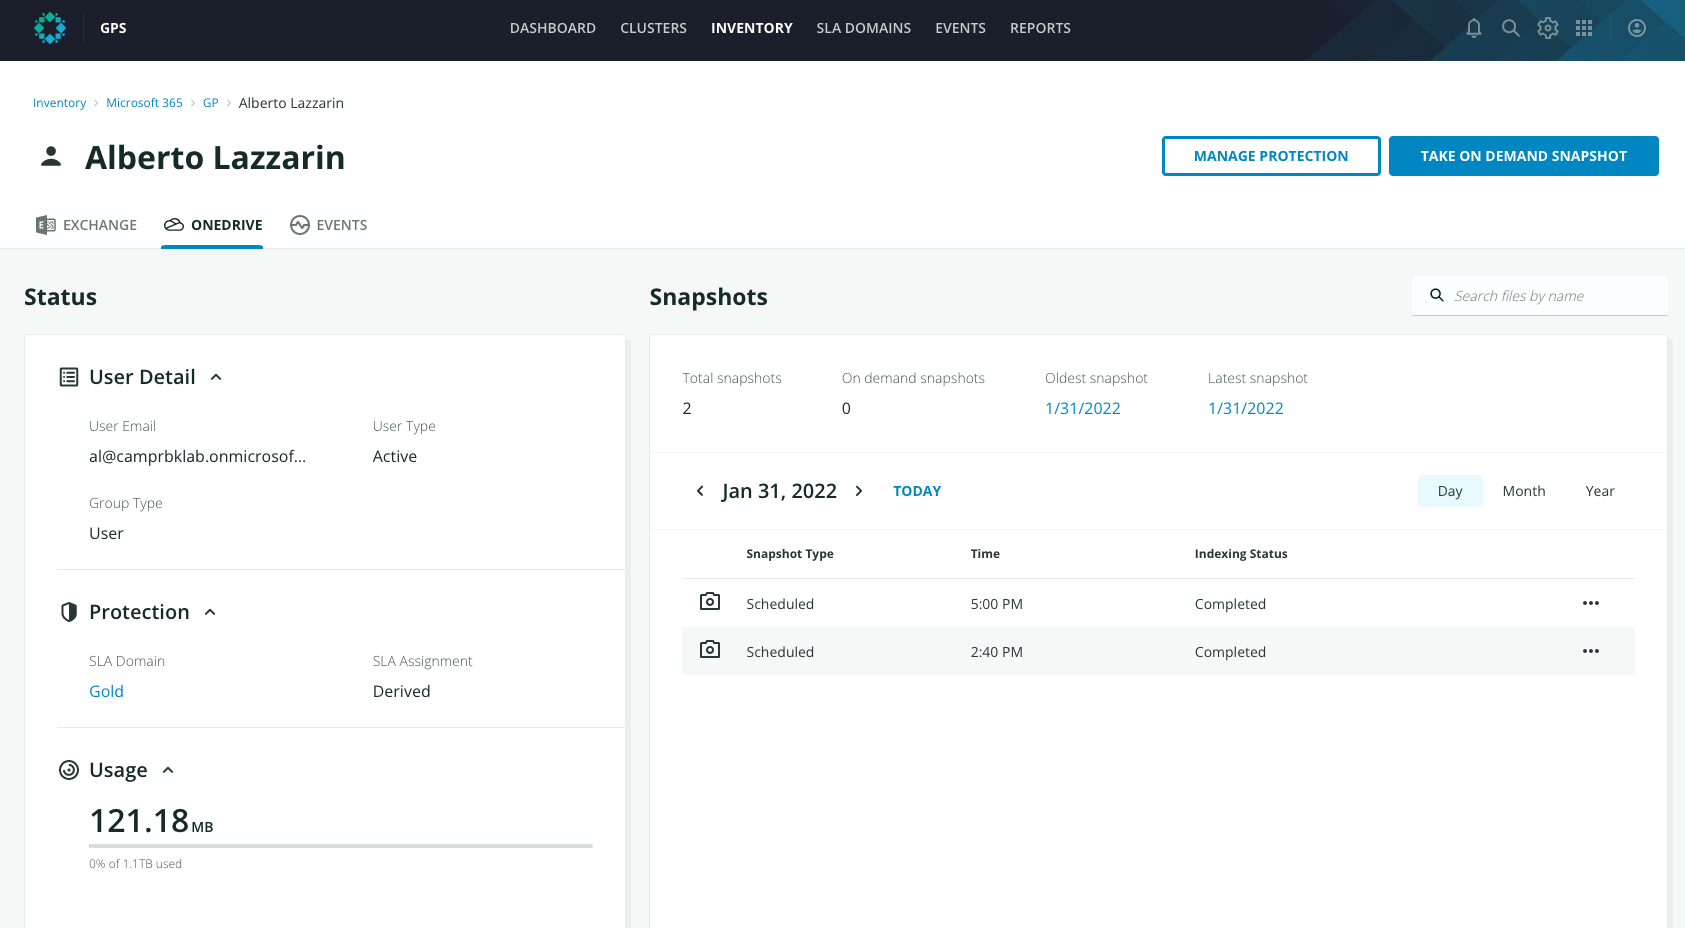 GPS
DASHBOARD CLUSTERS INVENTORY SLA DOMAINS EVENTS REPORTS
Inventory > Microsoft 365 > GP > Alberto Lazzarin
Alberto Lazzarin
MANAGE PROTECTION TAKE ON DEMAND SNAPSHOT
EXCHANGE ONEDRIVE EVENTS
Status
User Detail
User Email User Type
al@camprbklab.onmicrosof... Active
Group Type
User
Protection
SLA Domain SLA Assignment
Gold Derived
Usage
121.18 MB
0% of 1.1TB used
Snapshots
Search files by name
Total snapshots On demand snapshots Oldest snapshot Latest snapshot
2 0 1/31/2022 1/31/2022
Jan 31, 2022 TODAY Day Month Year
Snapshot Type Time Indexing Status
Scheduled 5:00 PM Completed
Scheduled 2:40 PM Completed